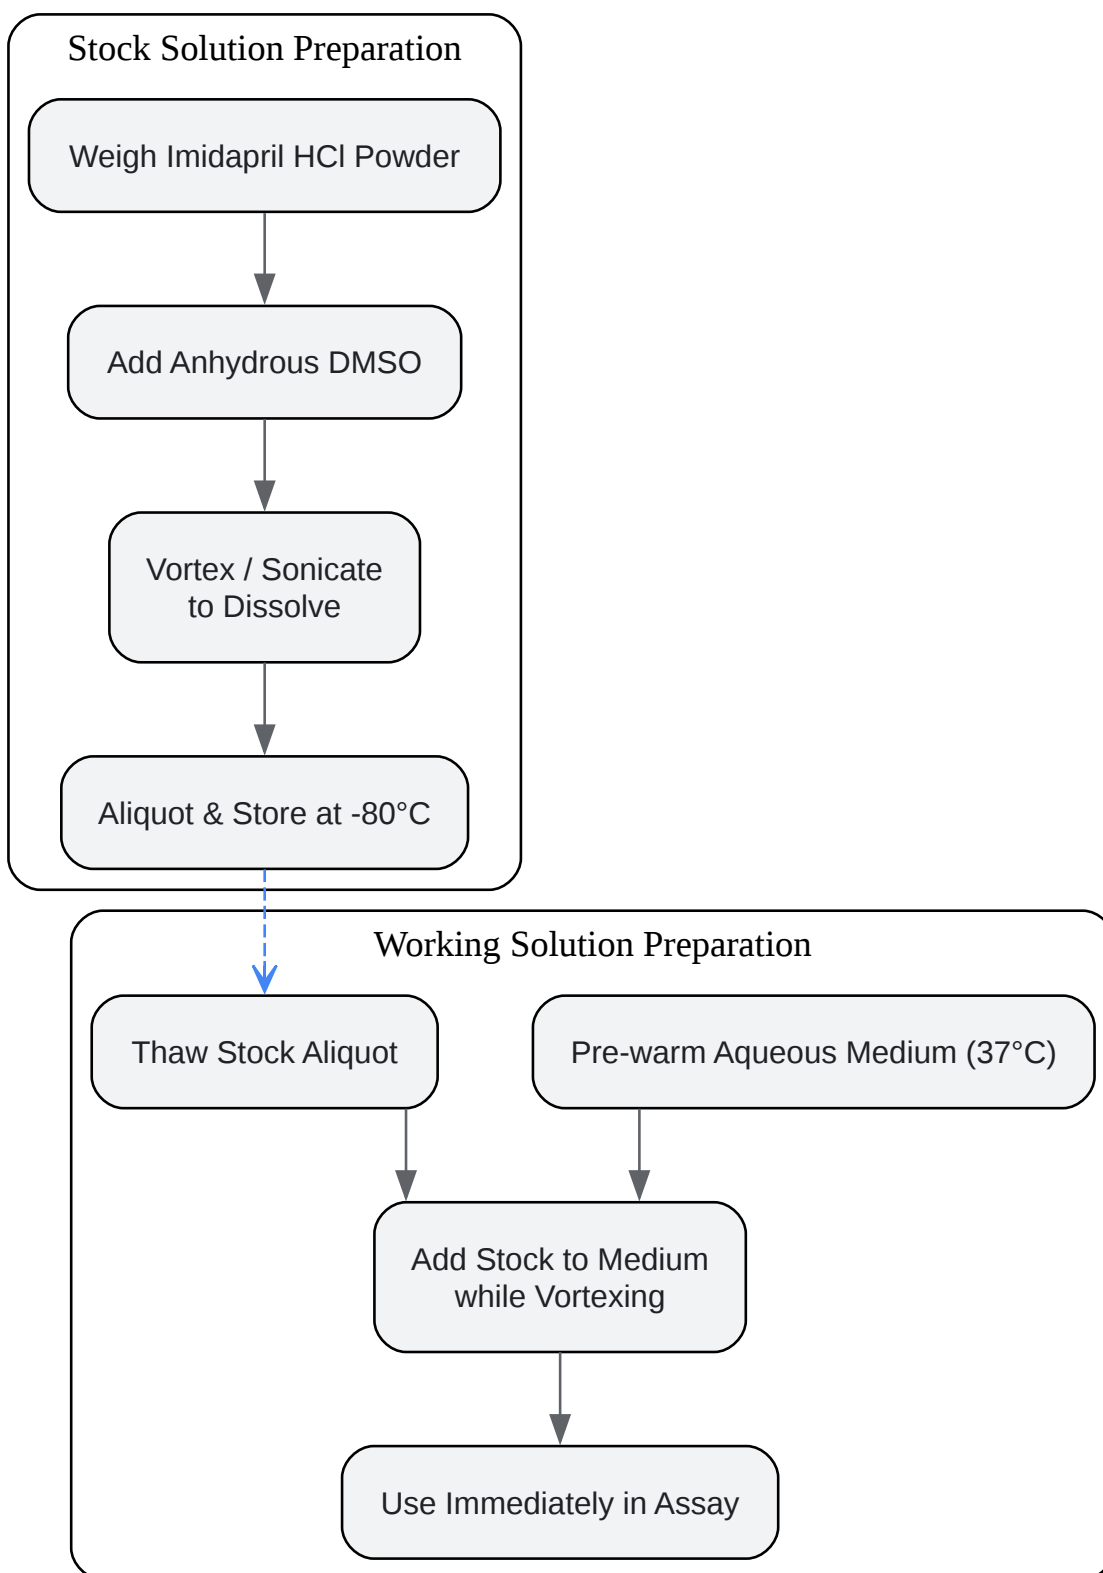 Stock Solution Preparation
Weigh Imidapril HCl Powder
Add Anhydrous DMSO
Vortex / Sonicate
to Dissolve
Aliquot & Store at -80°C
Working Solution Preparation
Thaw Stock Aliquot
Pre-warm Aqueous Medium (37°C)
Add Stock to Medium
while Vortexing
Use Immediately in Assay